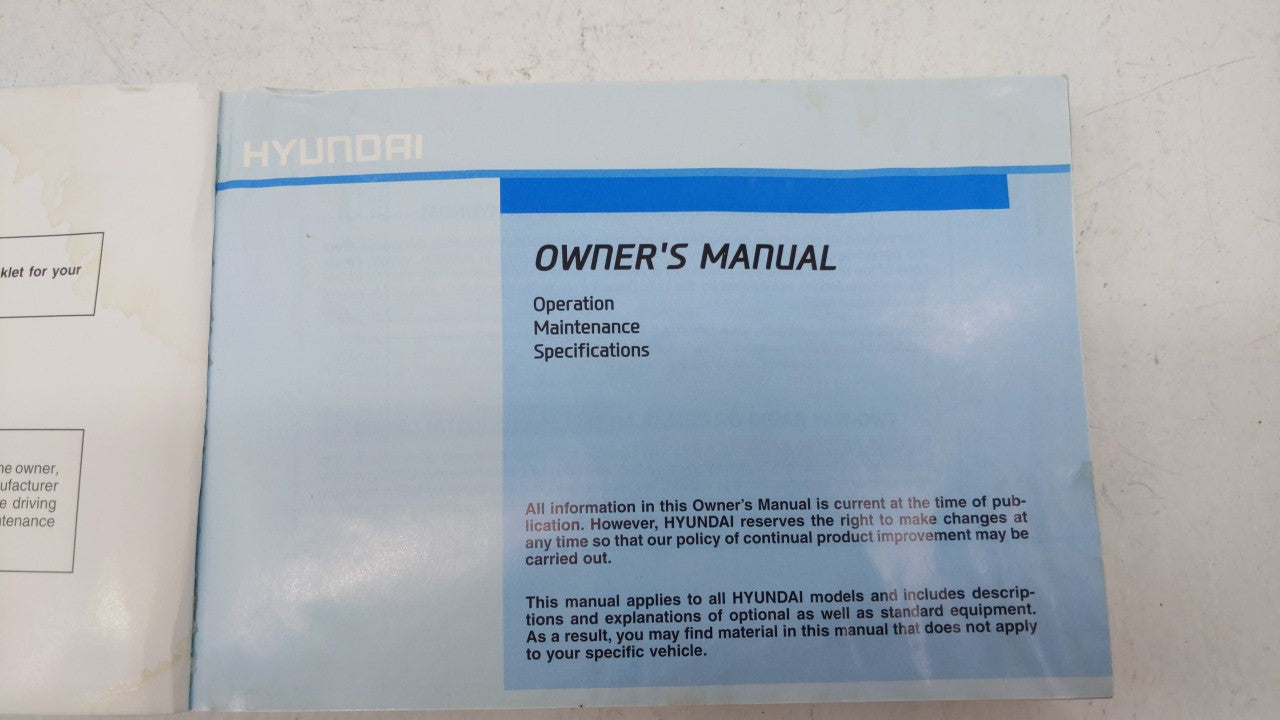 klet for your
he owner,
ufacturer
e driving
ntenance
HYUNDAI
OWNER'S MANUAL
Operation
Maintenance
Specifications
All information in this Owner's Manual is current at the time of pub-
lication. However, HYUNDAI reserves the right to make changes at
any time so that our policy of continual product improvement may be
carried out.
This manual applies to all HYUNDAI models and includes descrip-
tions and explanations of optional as well as standard equipment.
As a result, you may find material in this manual that does not apply
to your specific vehicle.